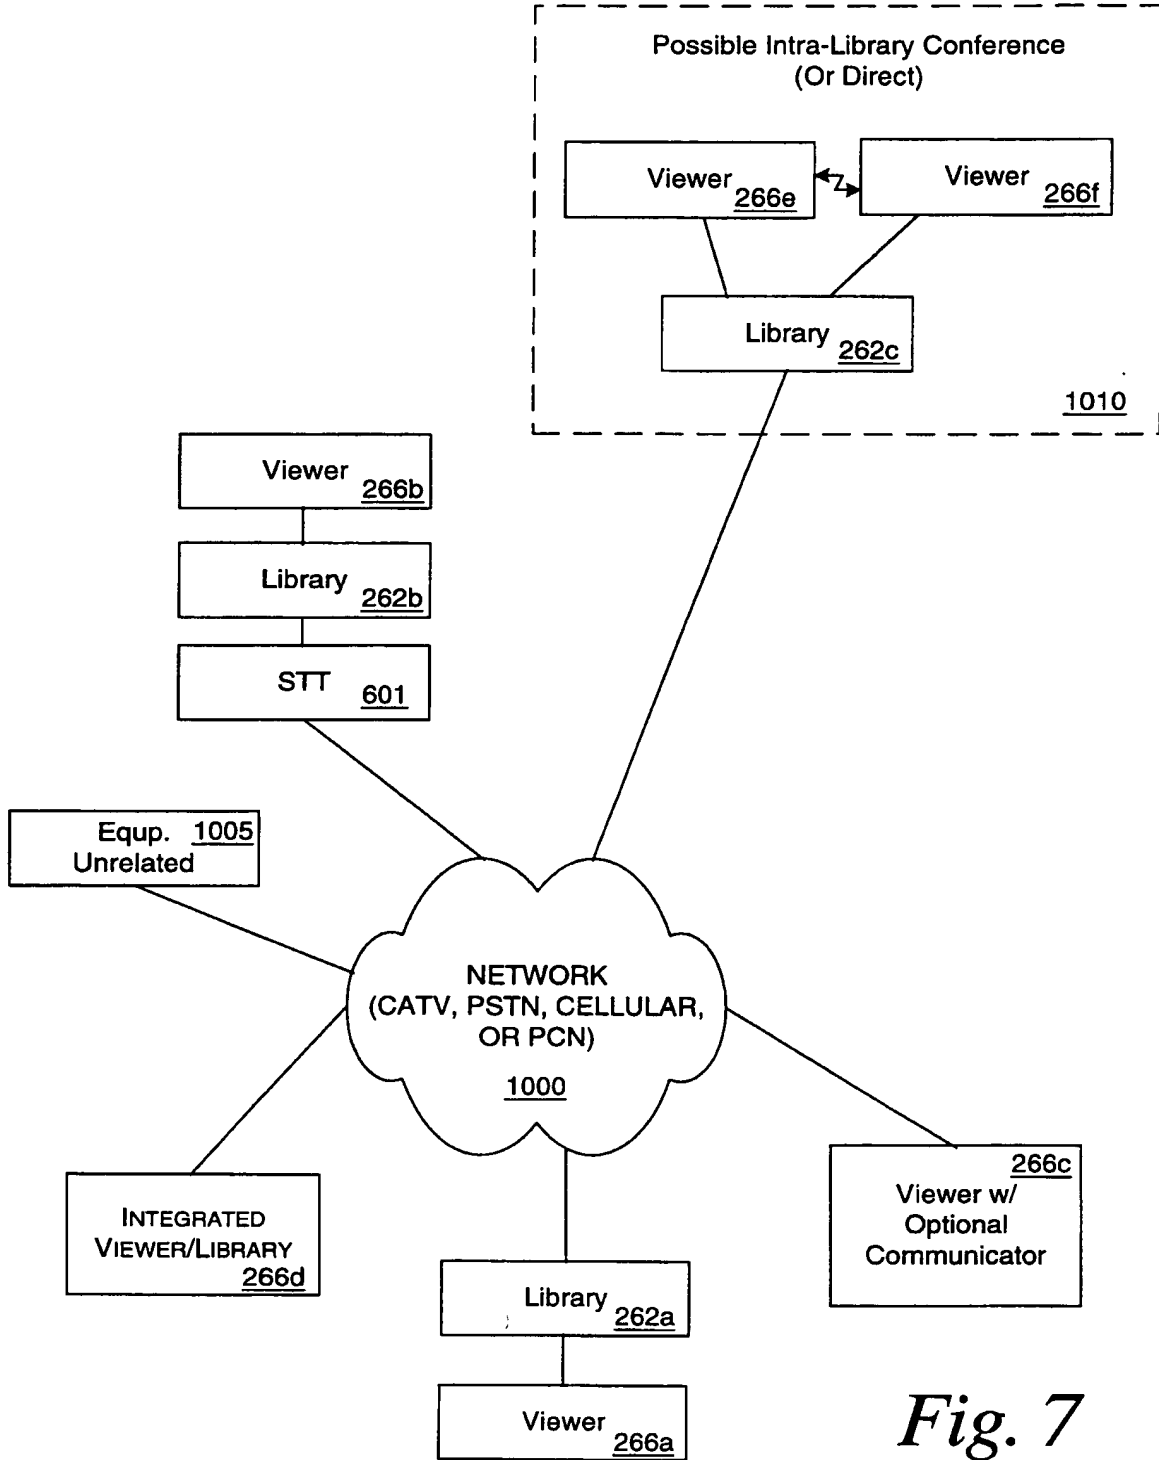 Possible Intra-Library Conference
(Or Direct)
Viewer 266e
Viewer 266f
Library 262c
1010
Viewer 266b
Library 262b
STT 601
Equp. 1005
Unrelated
NETWORK
(CATV, PSTN, CELLULAR,
OR PCN)
1000
266c
Viewer w/
Optional
Communicator
INTEGRATED
VIEWER/LIBRARY
266d
Library 262a
Viewer 266a
Fig. 7